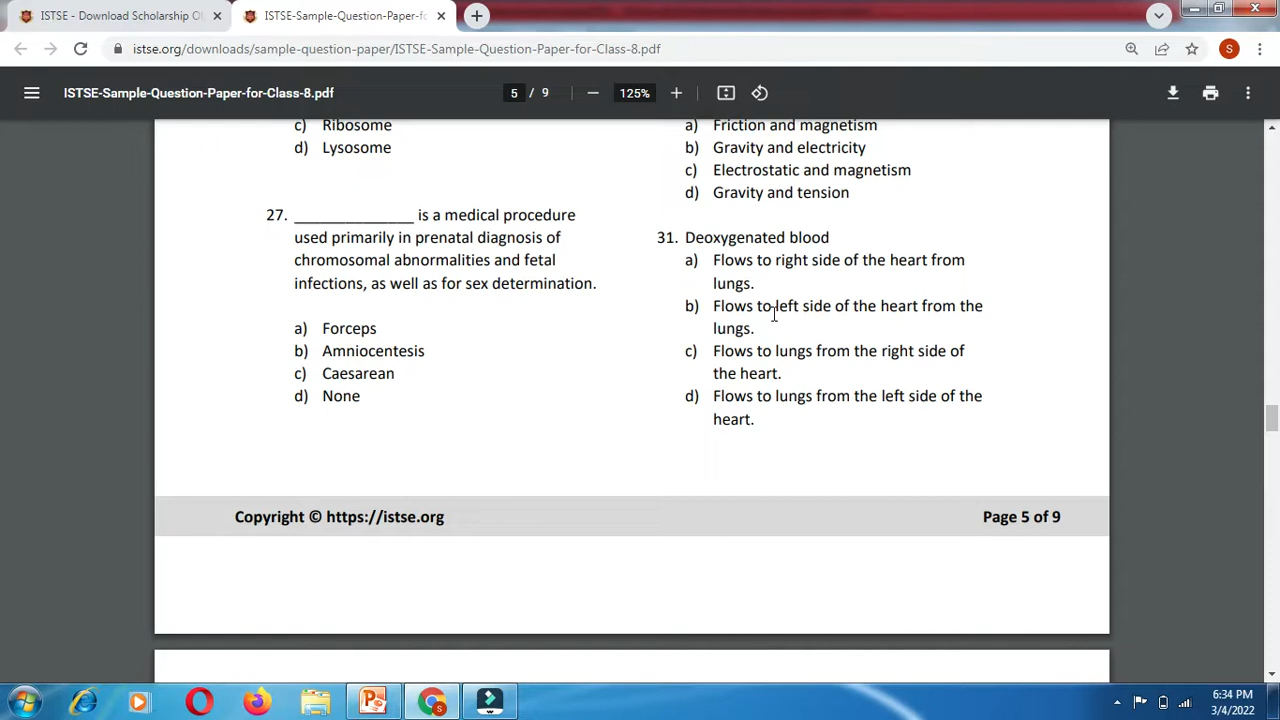 ISTSE - Download Scholarship Ol
ISTSE-Sample-Question-Paper-fo
istse.org/downloads/sample-question-paper/ISTSE-Sample-Question-Paper-for-Class-8.pdf
S
ISTSE-Sample-Question-Paper-for-Class-8.pdf
5 / 9
125%
c) Ribosome
d) Lysosome
27. ______________ is a medical procedure
used primarily in prenatal diagnosis of
chromosomal abnormalities and fetal
infections, as well as for sex determination.
a) Forceps
b) Amniocentesis
c) Caesarean
d) None
a) Friction and magnetism
b) Gravity and electricity
c) Electrostatic and magnetism
d) Gravity and tension
31. Deoxygenated blood
a) Flows to right side of the heart from
lungs.
b) Flows to left side of the heart from the
lungs.
c) Flows to lungs from the right side of
the heart.
d) Flows to lungs from the left side of the
heart.
Copyright © https://istse.org
Page 5 of 9
6:34 PM
3/4/2022